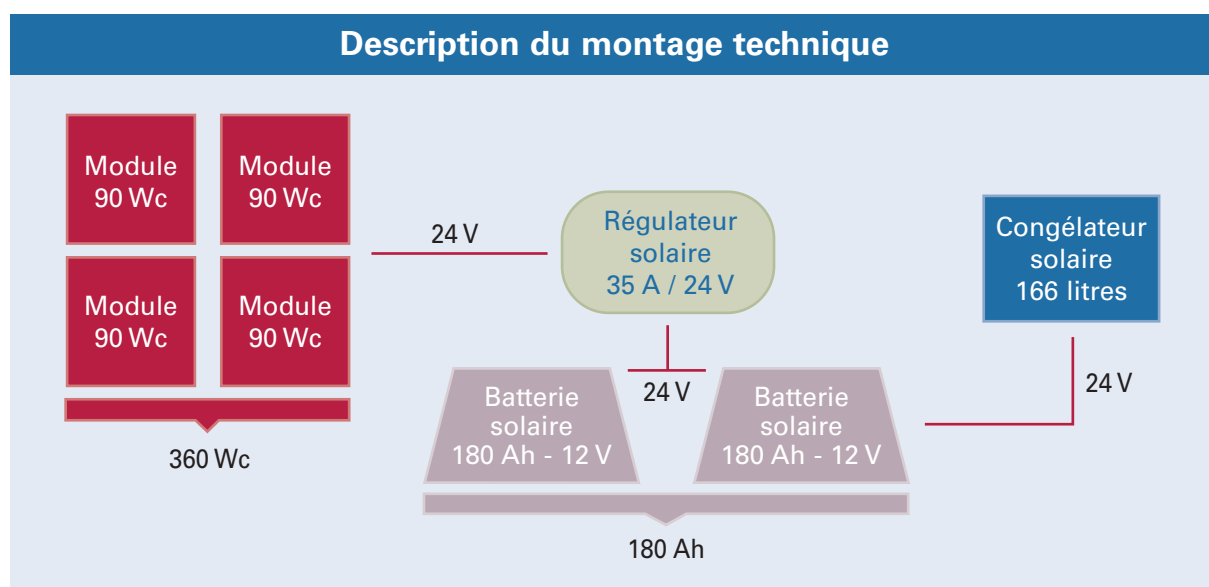 Description du montage technique
Module
90 Wc
Module
90 Wc
Module
90 Wc
Module
90 Wc
360 Wc
24 V
Régulateur
solaire
35 A / 24 V
24 V
Batterie
solaire
180 Ah - 12 V
Batterie
solaire
180 Ah - 12 V
180 Ah
Congélateur
solaire
166 litres
24 V